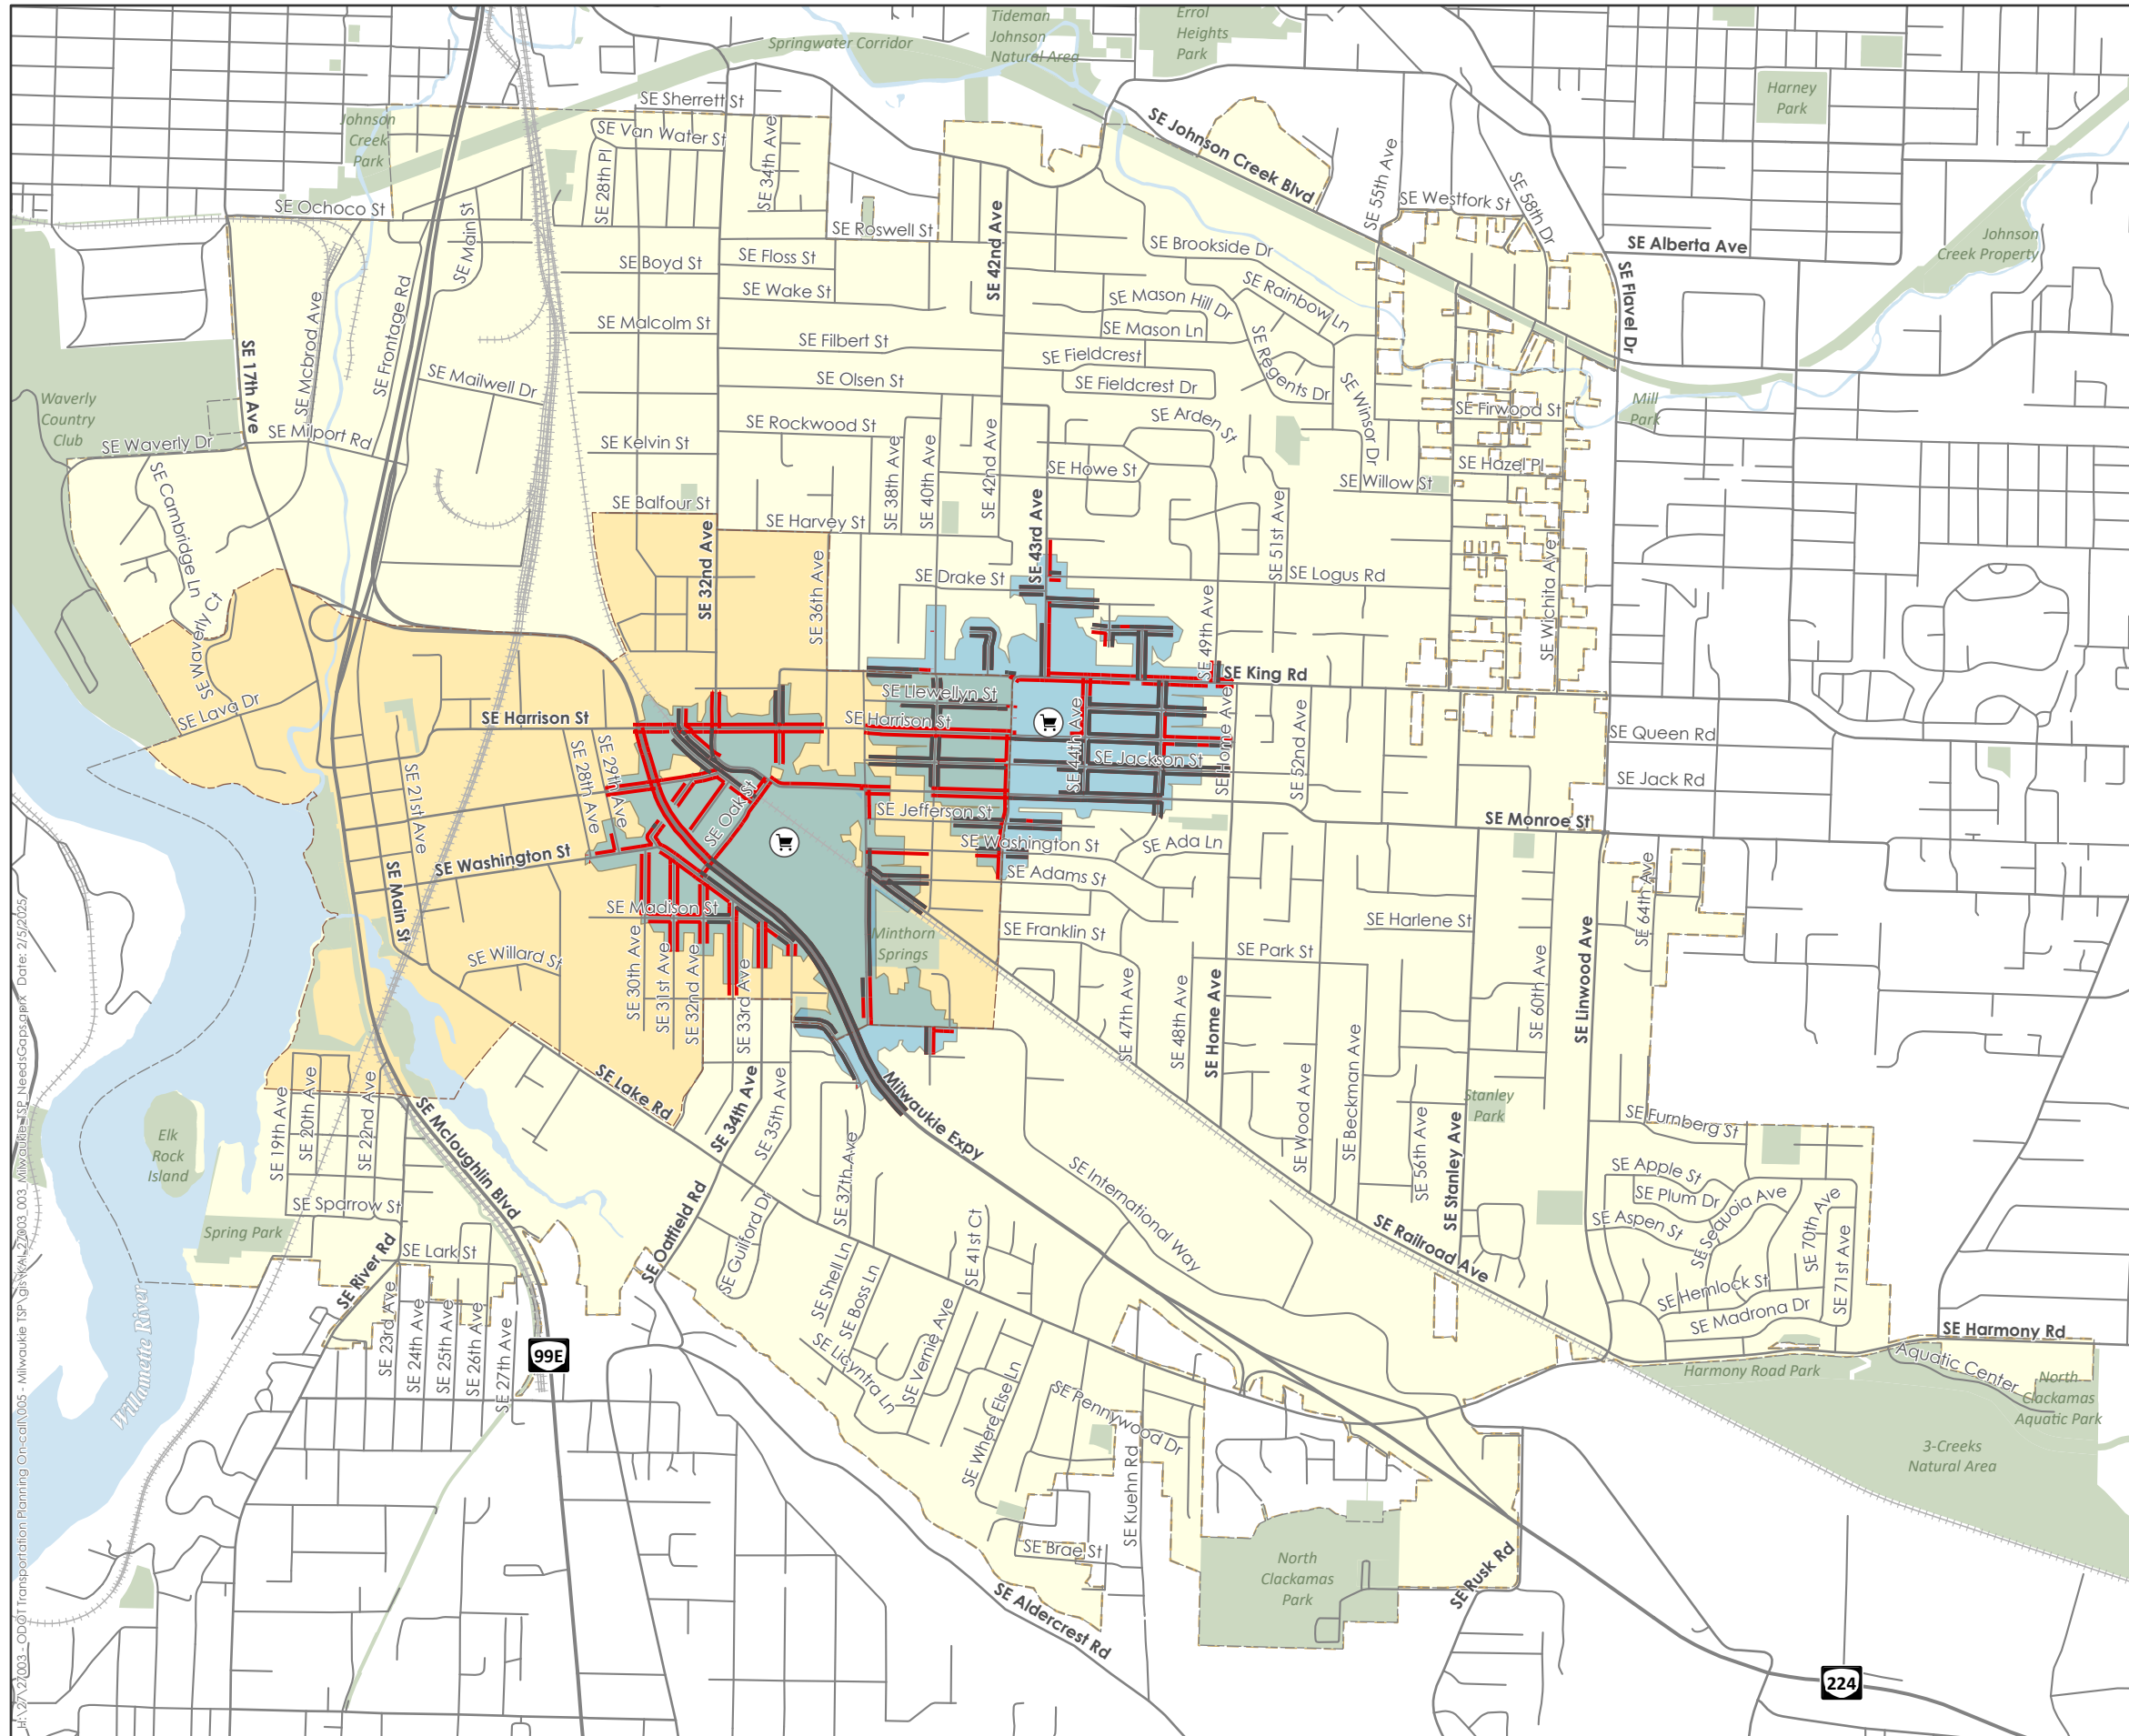 Tideman
Johnson
Natural Area
Errol
Heights
Park
Springwater Corridor
Harney
Park
Johnson
Creek
Park
SE Sherrett St
SE Van Water St
SE 28th Pl
SE 34th Ave
SE Johnson Creek Blvd
SE 55th Ave
SE Westfork St
SE 58th Dr
SE Ochoco St
SE Main St
SE Roswell St
SE 42nd Ave
SE Brookside Dr
SE Alberta Ave
Johnson
Creek Property
SE Flavel Dr
SE Boyd St
SE Floss St
SE Wake St
SE Mason Hill Dr
SE Rainbow Ln
SE Mcbrod Ave
SE Frontage Rd
SE Malcolm St
SE Filbert St
SE Mason Ln
SE Regents Dr
SE Fieldcrest
SE Fieldcrest Dr
SE Olsen St
SE 17th Ave
SE Mailwell Dr
Waverly
Country
Club
SE Waverly Dr
SE Milport Rd
SE Rockwood St
SE Kelvin St
SE 38th Ave
SE 40th Ave
SE 42nd Ave
SE Arden St
SE Winsor Dr
SE Firwood St
Mill
Park
SE Howe St
SE Hazel Pl
SE Willow St
SE Cambridge Ln
SE Balfour St
SE Harvey St
SE 32nd Ave
SE 36th Ave
SE 43rd Ave
SE 51st Ave
SE Drake St
SE Logus Rd
SE Wichita Ave
SE 49th Ave
SE Waverly Ct
SE Lava Dr
SE King Rd
SE Llewellyn St
SE Harrison St
SE Harrison St
SE 44th Ave
SE Home Ave
SE 52nd Ave
SE Queen Rd
SE Jackson St
SE Jack Rd
SE 28th Ave
SE 29th Ave
SE 21st Ave
SE Oak St
SE Jefferson St
SE Monroe St
SE Washington St
SE Washington St
SE Ada Ln
SE Adams St
SE 64th Ave
SE Main St
SE Madison St
SE Harlene St
Minthorn
Springs
SE Franklin St
SE Park St
SE Willard St
SE 30th Ave
SE 31st Ave
SE 32nd Ave
SE 33rd Ave
SE 47th Ave
SE 48th Ave
SE Home Ave
SE 60th Ave
SE Linwood Ave
SE Lake Rd
SE 34th Ave
SE 35th Ave
Milwaukie Expy
SE Wood Ave
SE Beckman Ave
SE 56th Ave
SE Stanley Ave
Stanley
Park
SE Furnberg St
SE 19th Ave
SE 20th Ave
SE 22nd Ave
SE Mcloughlin Blvd
Elk
Rock
Island
SE 37th Ave
SE International Way
SE Apple St
SE Plum Dr
SE Sequoia Ave
SE Aspen St
SE 70th Ave
SE 71st Ave
SE Sparrow St
Spring Park
SE Lark St
SE River Rd
SE Oatfield Rd
SE Guilford Dr
SE Shell Ln
SE Boss Ln
SE 41st Ct
SE Railroad Ave
SE Hemlock St
SE Madrona Dr
SE Harmony Rd
SE 23rd Ave
SE 24th Ave
SE 25th Ave
SE 26th Ave
SE 27th Ave
99E
SE Licyntra Ln
SE Vernie Ave
SE Where Else Ln
SE Pennywood Dr
SE Kuehn Rd
Harmony Road Park
Aquatic Center
North
Clackamas
Aquatic Park
3-Creeks
Natural Area
Willamette River
SE Brae St
North
Clackamas
Park
SE Rusk Rd
SE Aldercrest Rd
224
H:\27\27003 - ODOT Transportation Planning On-call\005 - Milwaukie TSP\gis\KAI_27003_003_Milwaukie_TSP_NeedsGaps.aprx Date: 2/5/2025